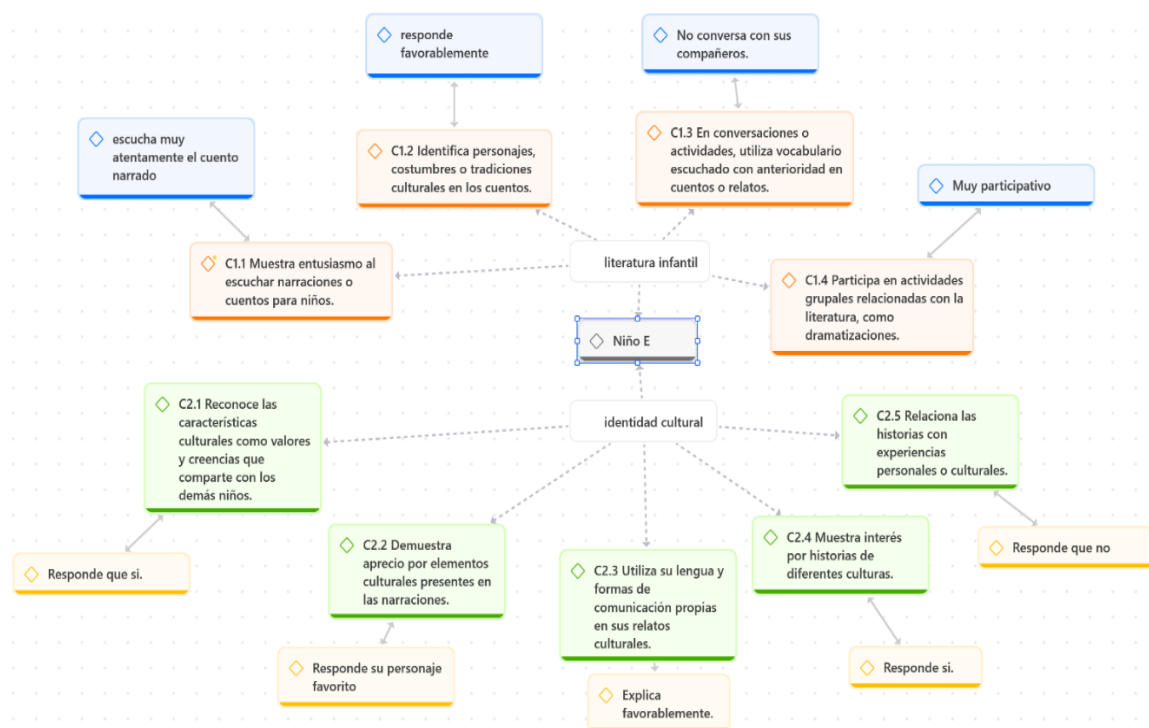 responde
favorablemente
No conversa con sus
compañeros.
escucha muy
atentamente el cuento
narrado
C1.2 Identifica personajes,
costumbres o tradiciones
culturales en los cuentos.
C1.3 En conversaciones o
actividades, utiliza vocabulario
escuchado con anterioridad en
cuentos o relatos.
Muy participativo
C1.1 Muestra entusiasmo al
escuchar narraciones o
cuentos para niños.
literatura infantil
C1.4 Participa en actividades
grupales relacionadas con la
literatura, como
dramatizaciones.
Niño E
C2.1 Reconoce las
características
culturales como valores
y creencias que
comparte con los
demás niños.
identidad cultural
C2.5 Relaciona las
historias con
experiencias
personales o culturales.
C2.2 Demuestra
aprecio por elementos
culturales presentes en
las narraciones.
C2.3 Utiliza su lengua y
formas de
comunicación propias
en sus relatos
culturales.
C2.4 Muestra interés
por historias de
diferentes culturas.
Responde que no
Responde que si.
Responde su personaje
favorito
Explica
favorablemente.
Responde si.